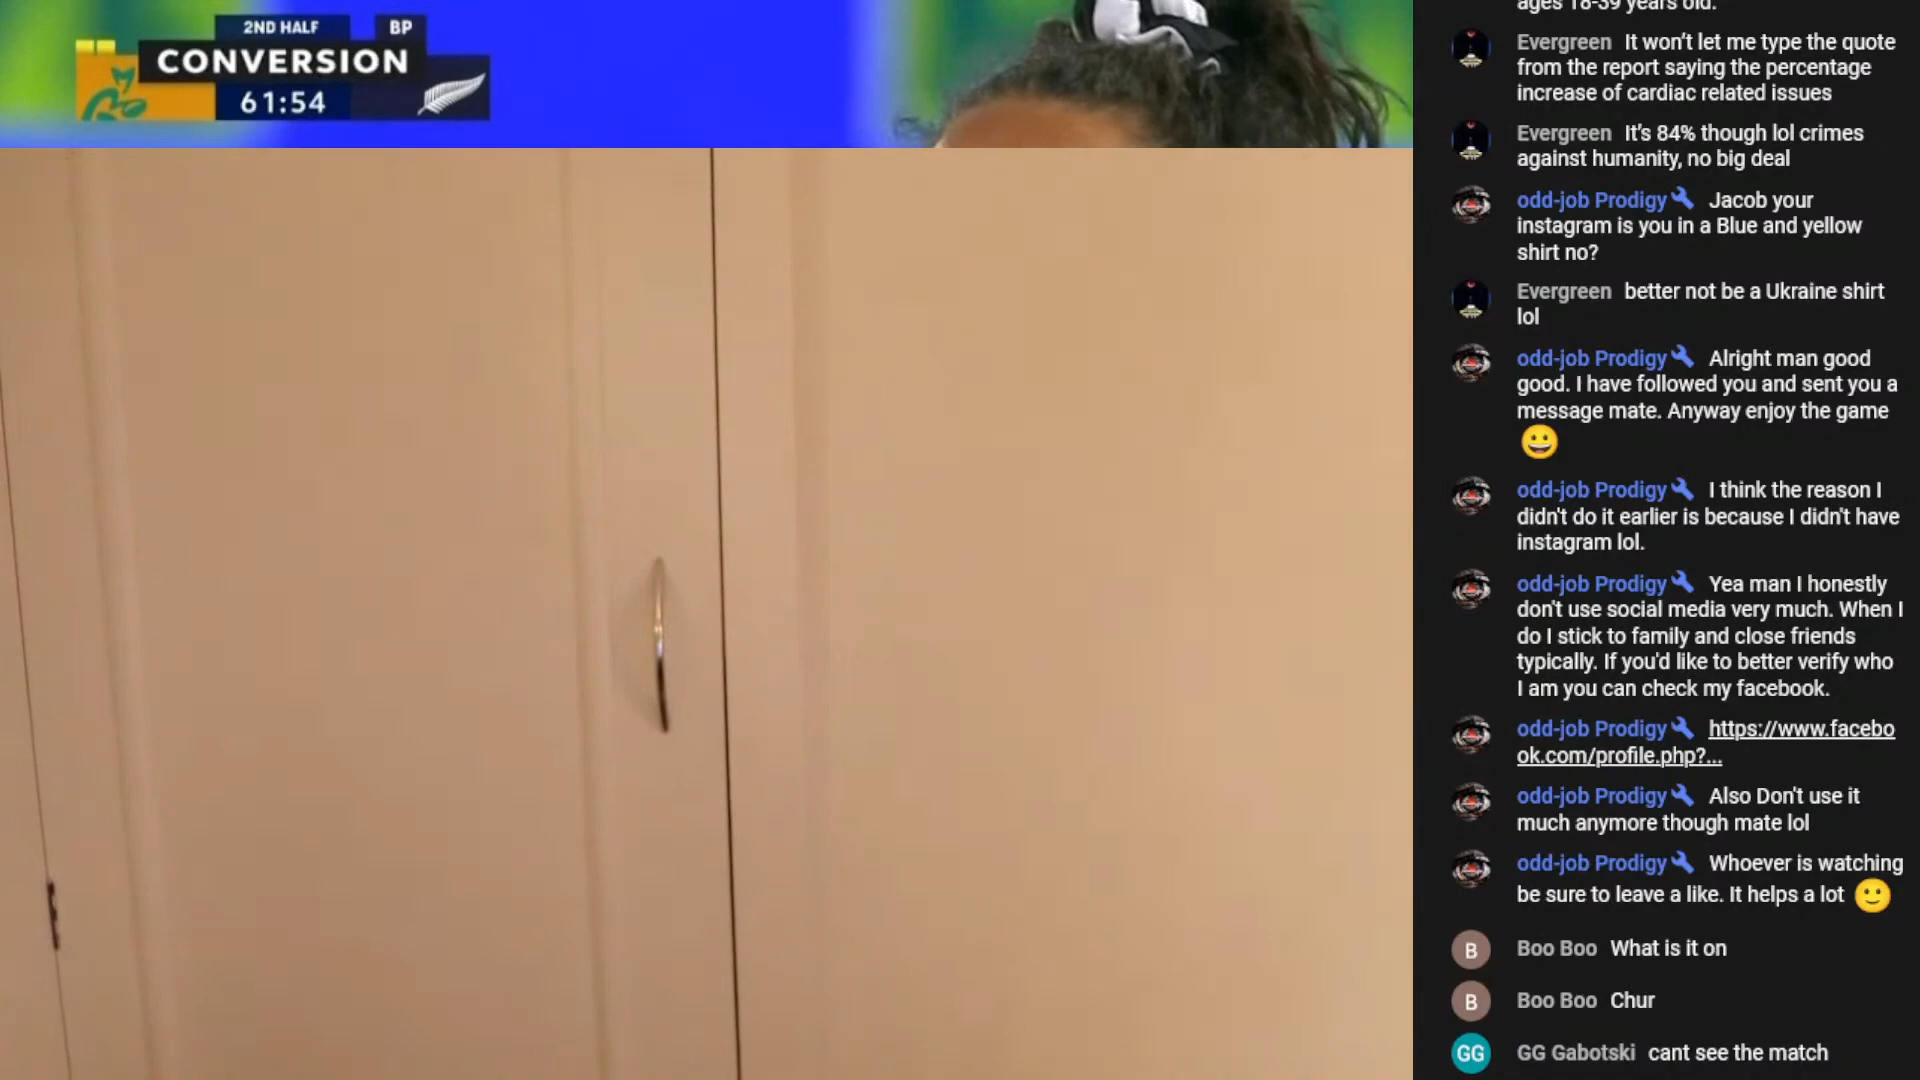 2ND HALF
BP
CONVERSION
61:54
ages 18-39 years old.
Evergreen It won’t let me type the quote
from the report saying the percentage
increase of cardiac related issues
Evergreen It’s 84% though lol crimes
against humanity, no big deal
odd-job Prodigy Jacob your
instagram is you in a Blue and yellow
shirt no?
Evergreen better not be a Ukraine shirt
lol
odd-job Prodigy Alright man good
good. I have followed you and sent you a
message mate. Anyway enjoy the game
😀
odd-job Prodigy I think the reason I
didn't do it earlier is because I didn't have
instagram lol.
odd-job Prodigy Yea man I honestly
don't use social media very much. When I
do I stick to family and close friends
typically. If you'd like to better verify who
I am you can check my facebook.
odd-job Prodigy https://www.facebo
ok.com/profile.php?...
odd-job Prodigy Also Don't use it
much anymore though mate lol
odd-job Prodigy Whoever is watching
be sure to leave a like. It helps a lot 🙂
B Boo Boo What is it on
B Boo Boo Chur
GG GG Gabotski cant see the match